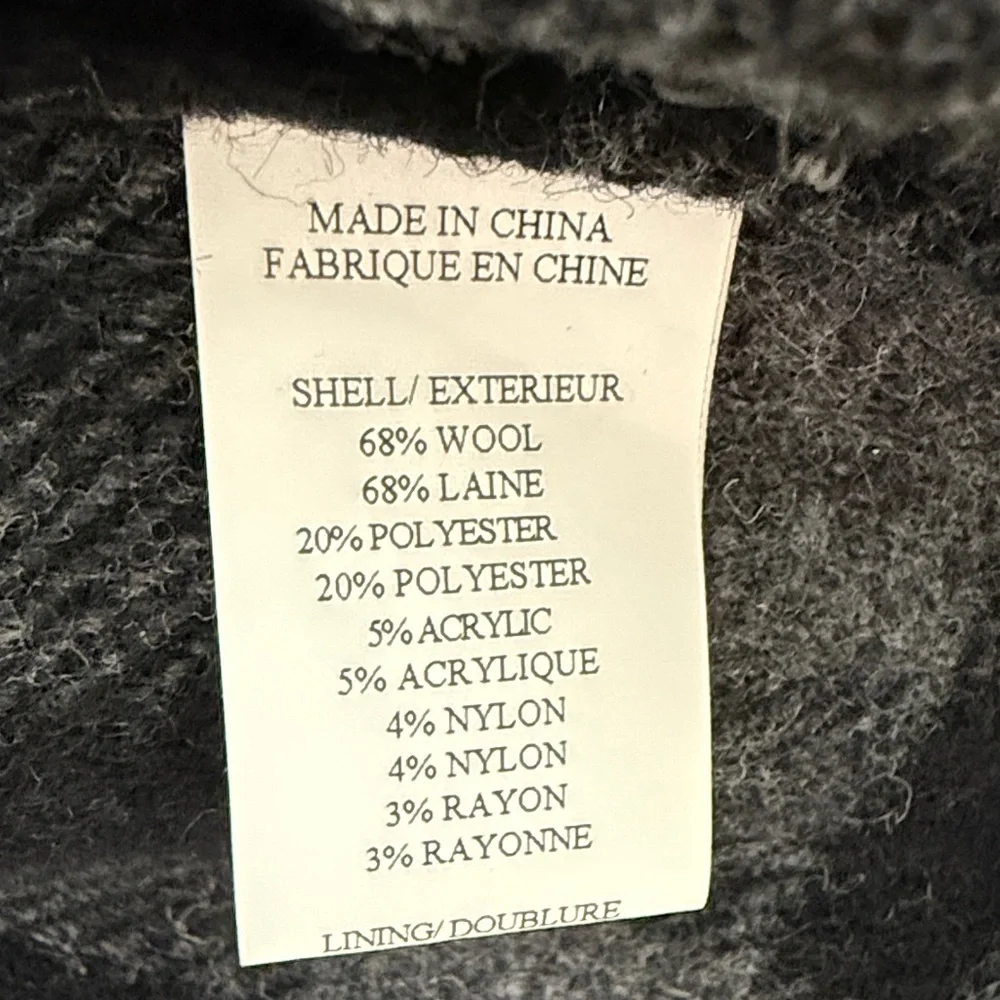 MADE IN CHINA
FABRIQUE EN CHINE
SHELL/ EXTERIEUR
68% WOOL
68% LAINE
20% POLYESTER
20% POLYESTER
5% ACRYLIC
5% ACRYLIQUE
4% NYLON
4% NYLON
3% RAYON
3% RAYONNE
LINING/ DOUBLURE